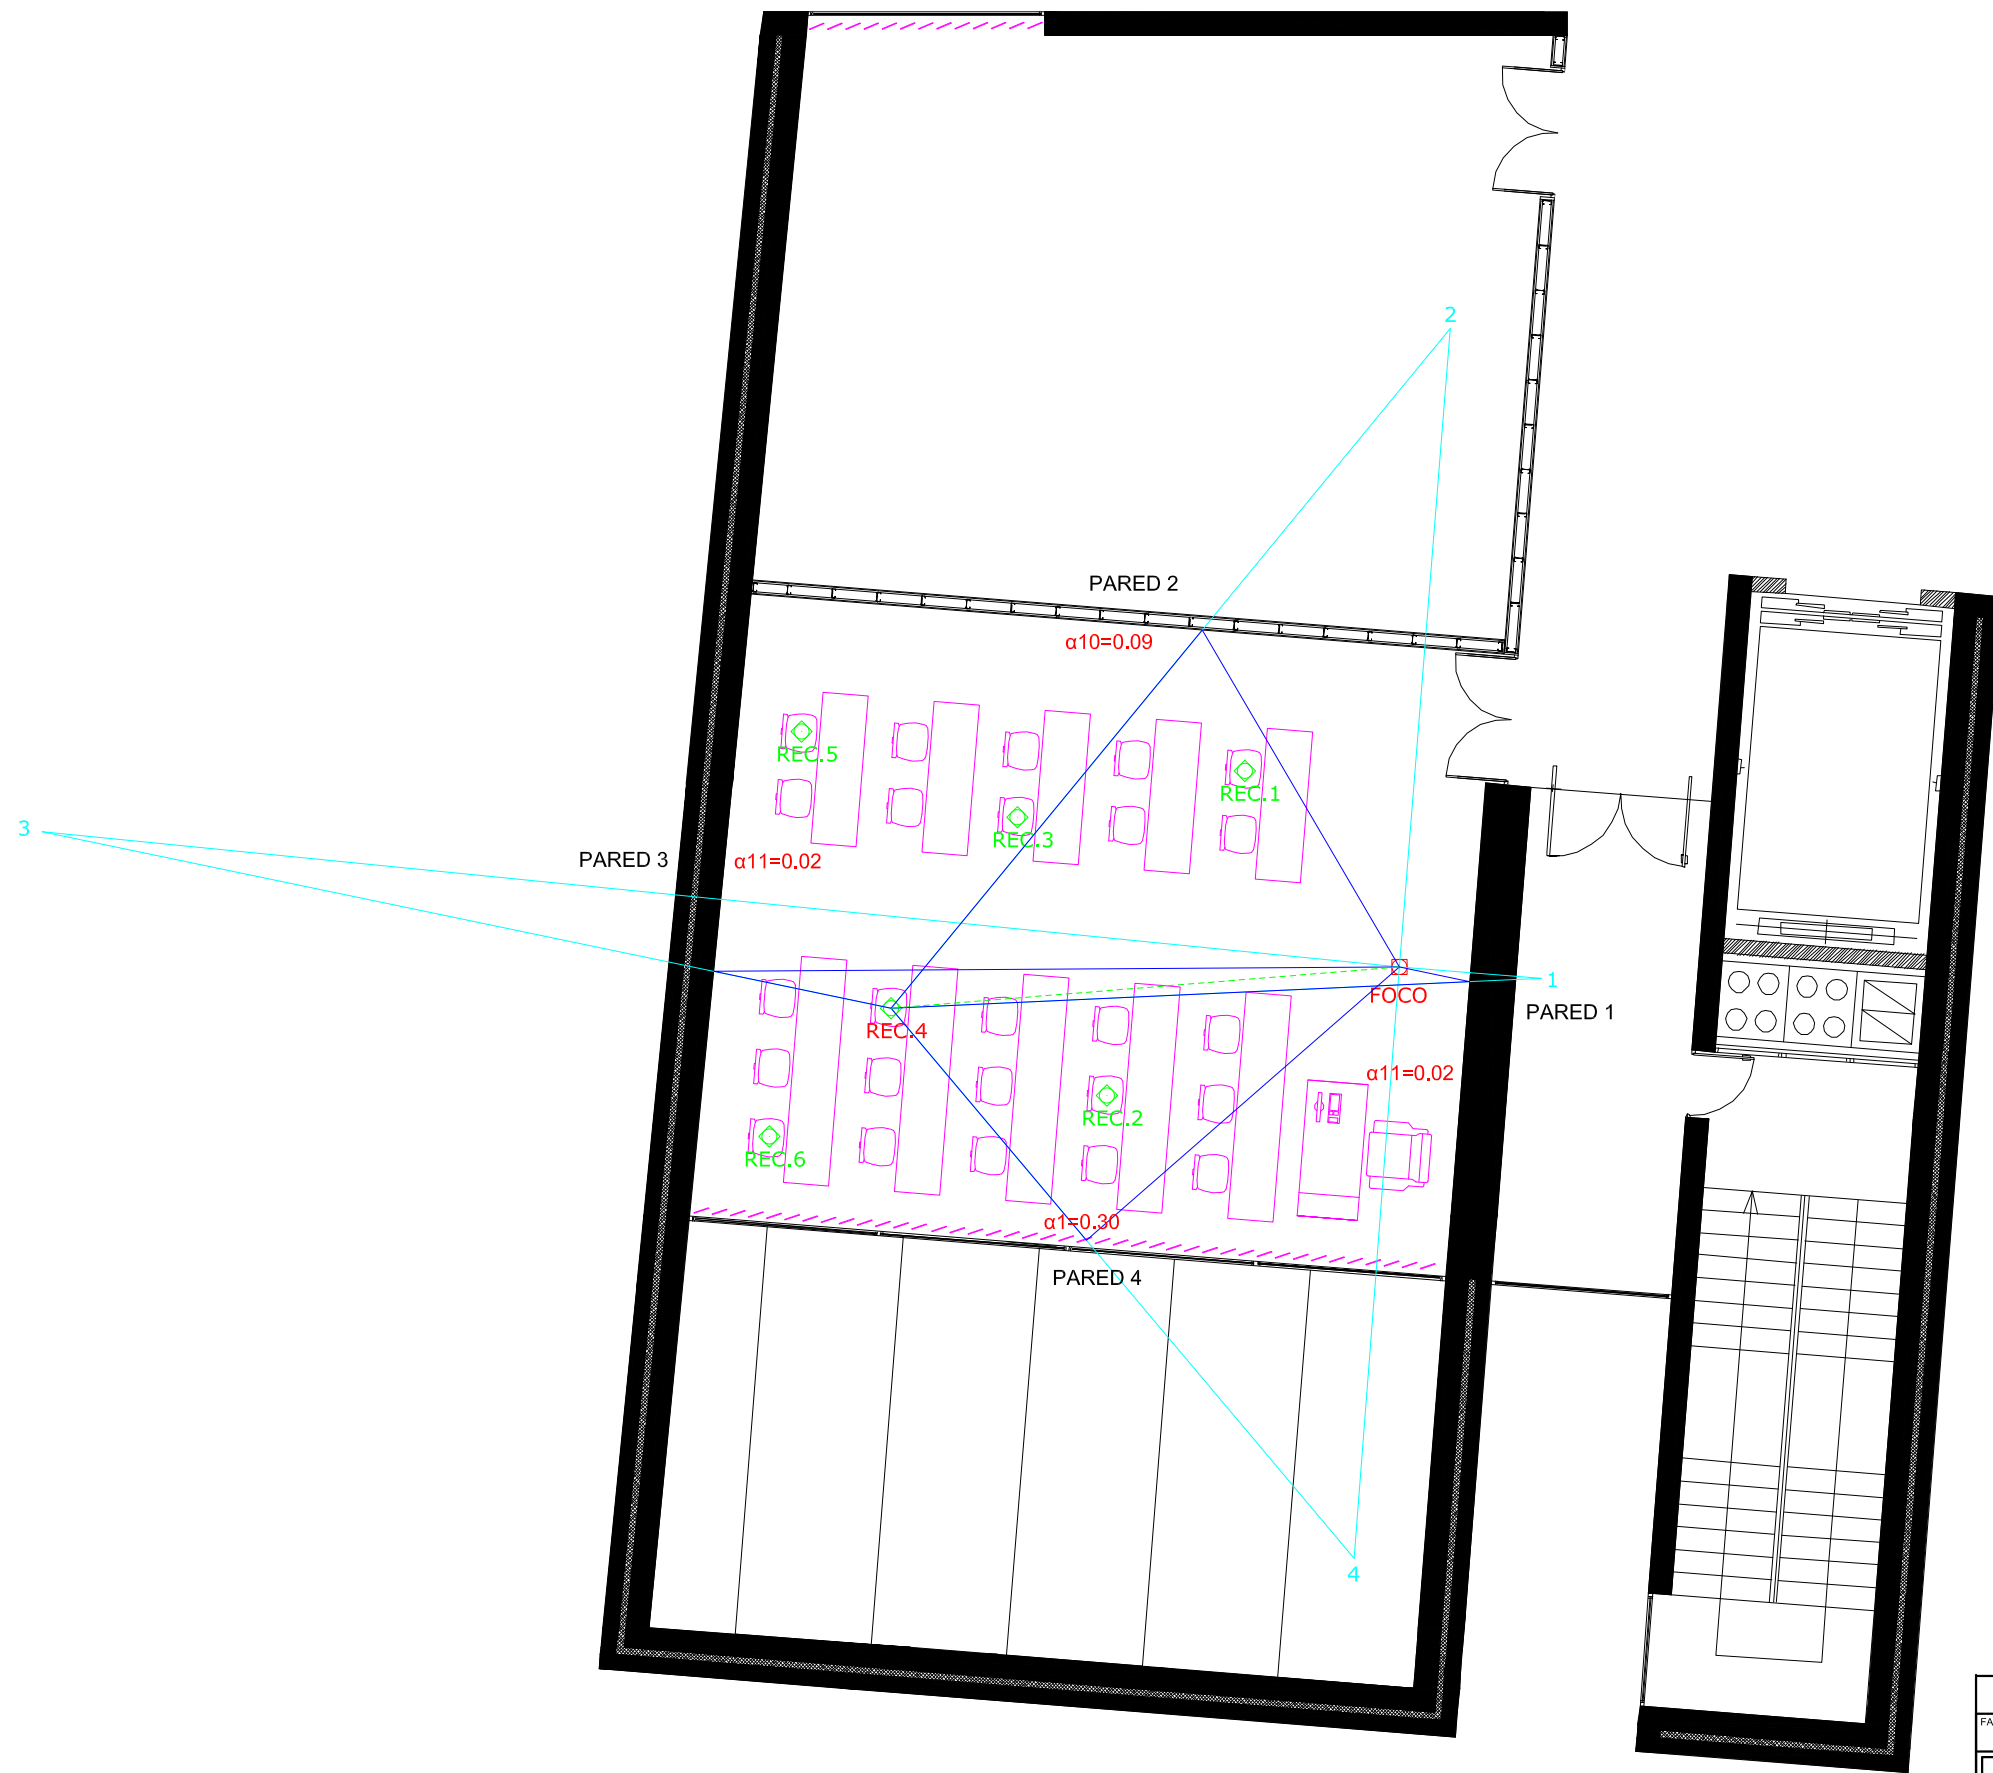 2
PARED 2
α10=0.09
REC.5
REC.1
REC.3
3
PARED 3
α11=0.02
1
FOCO
PARED 1
REC.4
α11=0.02
REC.2
REC.6
α1=0.30
PARED 4
4
FA